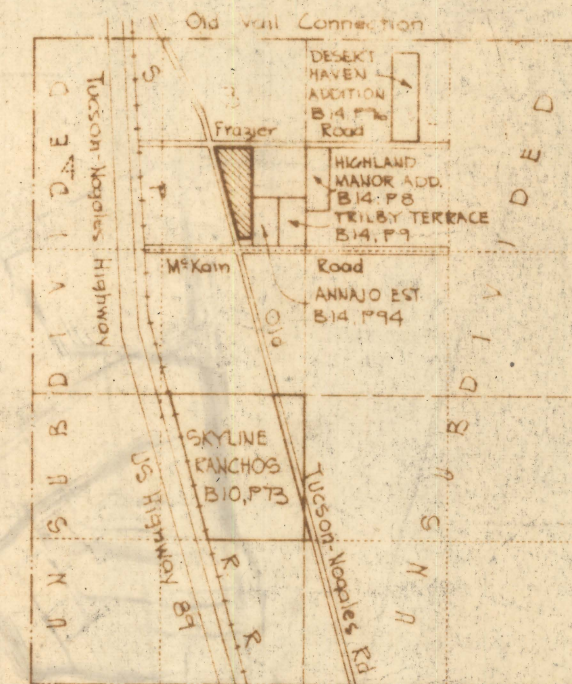 Old Vail Connection
DESERT
HAVEN
ADDITION
B14, P96
Frazier Road
HIGHLAND
MANOR ADD.
B14: P8
TRILBY TERRACE
B14, P9
McKain Road
ANNAJO EST.
B14, P94
Tucson-Nogales Highway
S P
R R
US Highway 89
Old Tucson-Nogales Rd
SKYLINE
RANCHOS
B10, P73
UNSUBDIVIDED
UNSUBDIVIDED
3